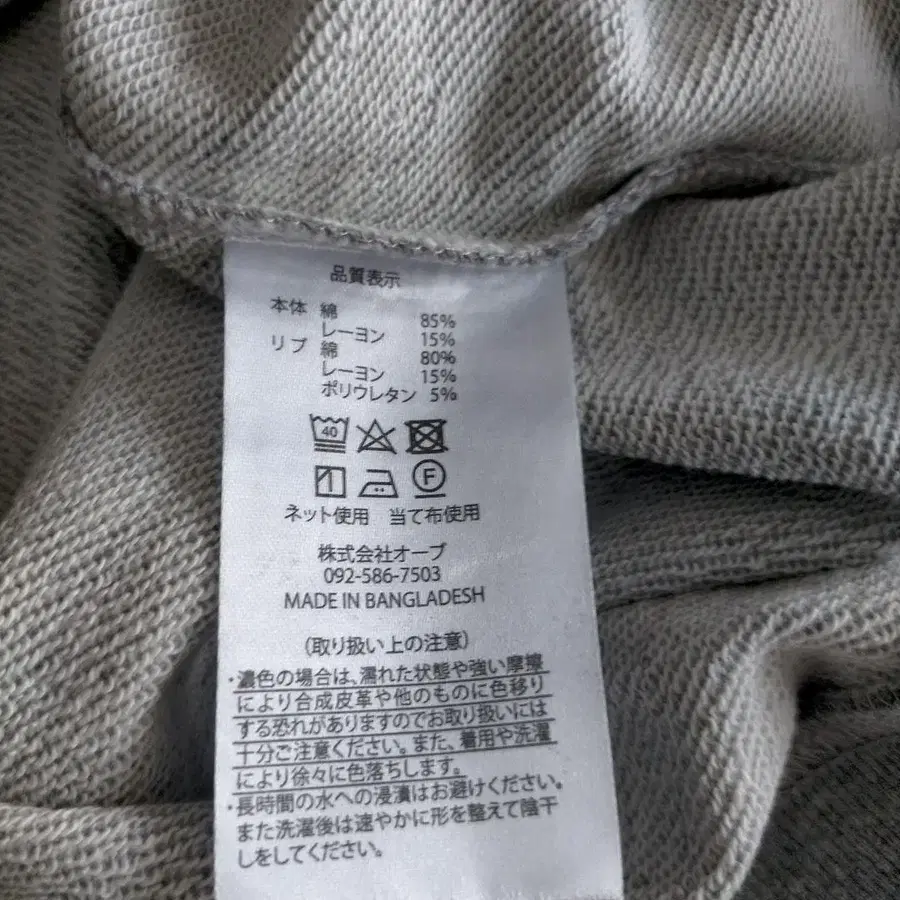 品質表示
本体 綿 85%
レーヨン 15%
リブ 綿 80%
レーヨン 15%
ポリウレタン 5%
40
F
ネット使用 当て布使用
株式会社オーブ
092-586-7503
MADE IN BANGLADESH
(取り扱い上の注意)
・濃色の場合は、濡れた状態や強い摩擦
により合成皮革や他のものに色移り
する恐れがありますのでお取り扱いには
十分ご注意ください。また、着用や洗濯
により徐々に色落ちします。
・長時間の水への浸漬はお避けください。
また洗濯後は速やかに形を整えて陰干
しをしてください。